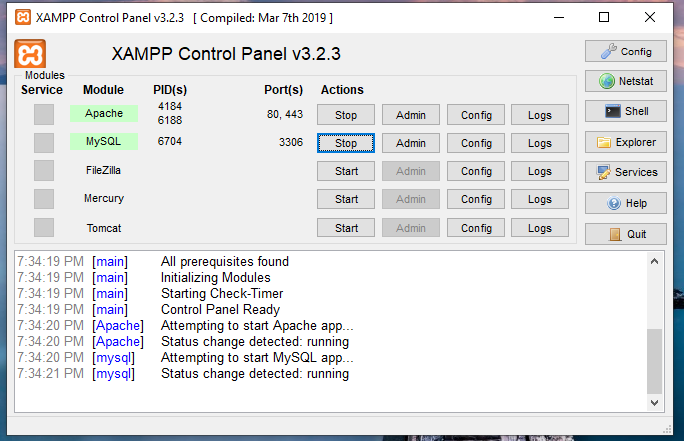 XAMPP Control Panel v3.2.3 [ Compiled: Mar 7th 2019 ]
XAMPP Control Panel v3.2.3
Config
Modules
Service Module PID(s) Port(s) Actions
Netstat
Apache 4184 6188 80, 443 Stop Admin Config Logs
Shell
MySQL 6704 3306 Stop Admin Config Logs
Explorer
FileZilla Start Admin Config Logs
Services
Mercury Start Admin Config Logs
Help
Tomcat Start Admin Config Logs
Quit
7:34:19 PM [main] All prerequisites found
7:34:19 PM [main] Initializing Modules
7:34:19 PM [main] Starting Check-Timer
7:34:19 PM [main] Control Panel Ready
7:34:20 PM [Apache] Attempting to start Apache app...
7:34:20 PM [Apache] Status change detected: running
7:34:20 PM [mysql] Attempting to start MySQL app...
7:34:21 PM [mysql] Status change detected: running